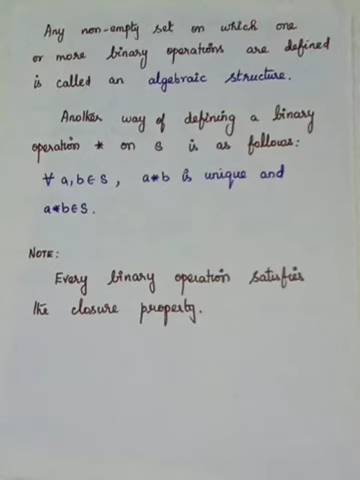 Any non-empty set on which one
or more binary operations are defined
is called an algebraic structure.
Another way of defining a binary
operation * on S is as follows:
∀ a, b ∈ S, a*b is unique and
a*b ∈ S.
NOTE:
Every binary operation satisfies
the closure property.